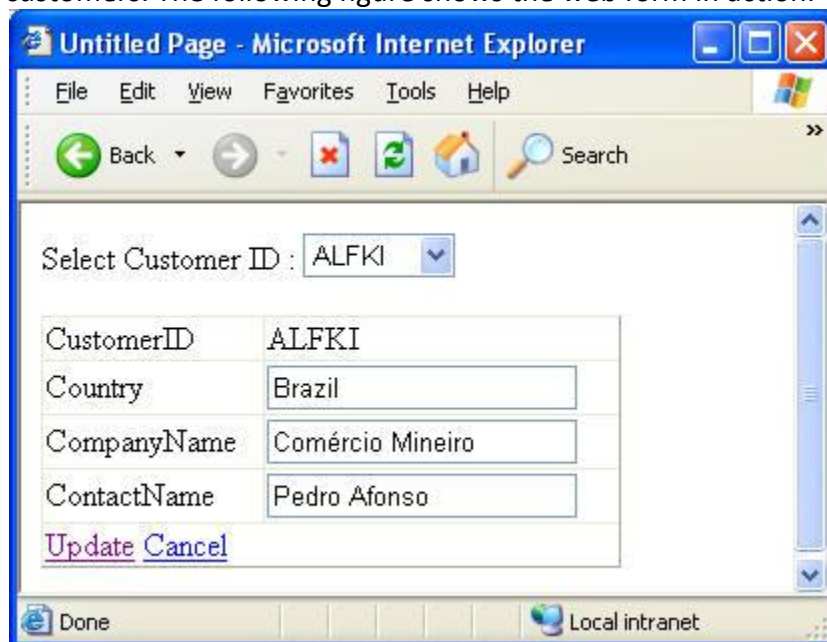 customers. The following figure shows the web form in action.
Untitled Page - Microsoft Internet Explorer
File Edit View Favorites Tools Help
Back Search »
Select Customer ID : ALFKI
CustomerID ALFKI
Country Brazil
CompanyName Comércio Mineiro
ContactName Pedro Afonso
Update Cancel
Done Local intranet